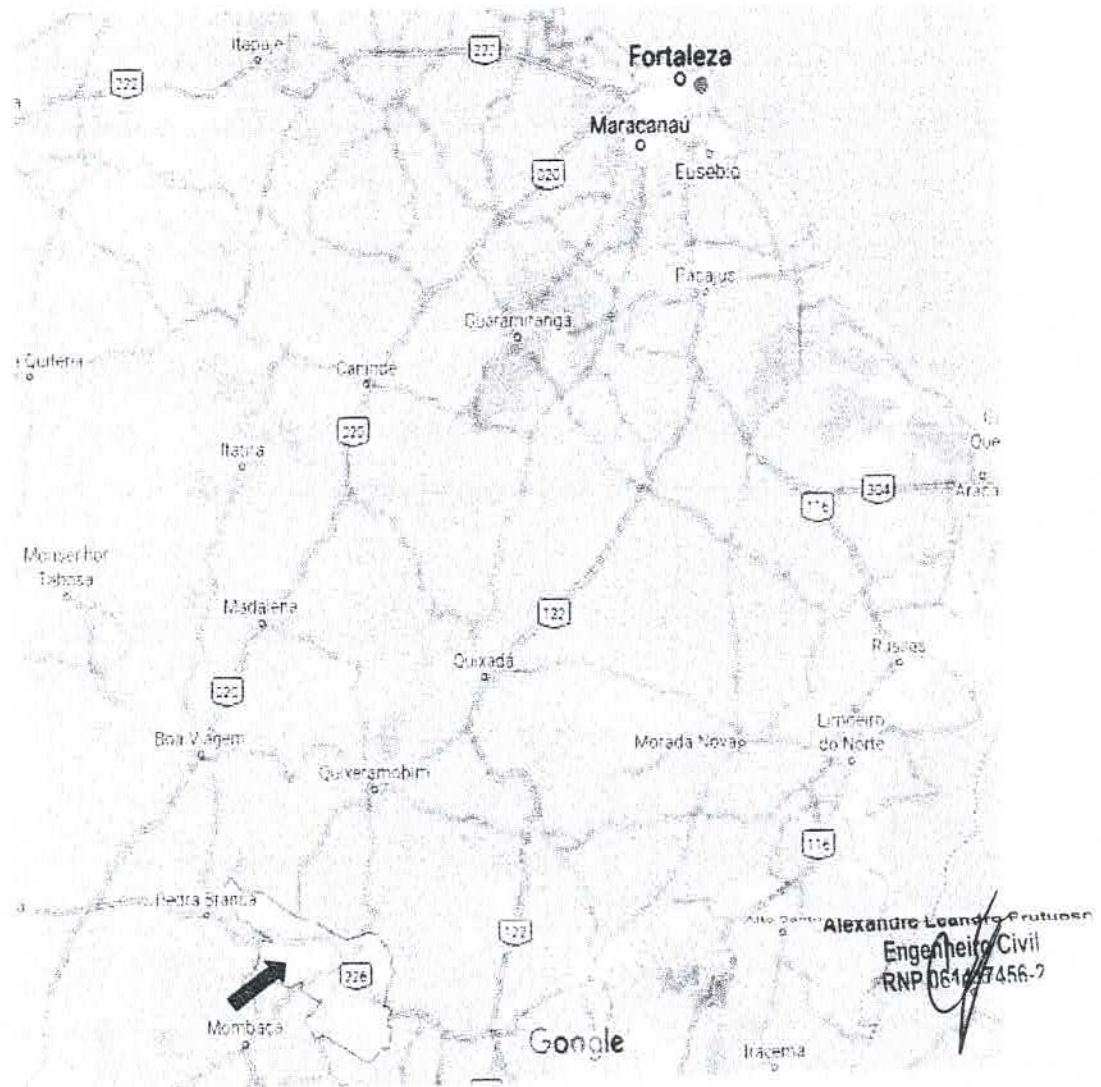 Itapajé
222
222
Fortaleza
Maracanaú
020
Eusébio
Pacajus
Guaramiranga
Canindé
020
Itatira
304
116
Monsenhor
Tabosa
Madalena
122
Quixadá
Russas
020
Boa Viagem
Limoeiro
do Norte
Morada Nova
Quixeramobim
116
Pedra Branca
122
226
Mombaça
Google
Iracema
Alexandre Leandro Frutuoso
Engenheiro Civil